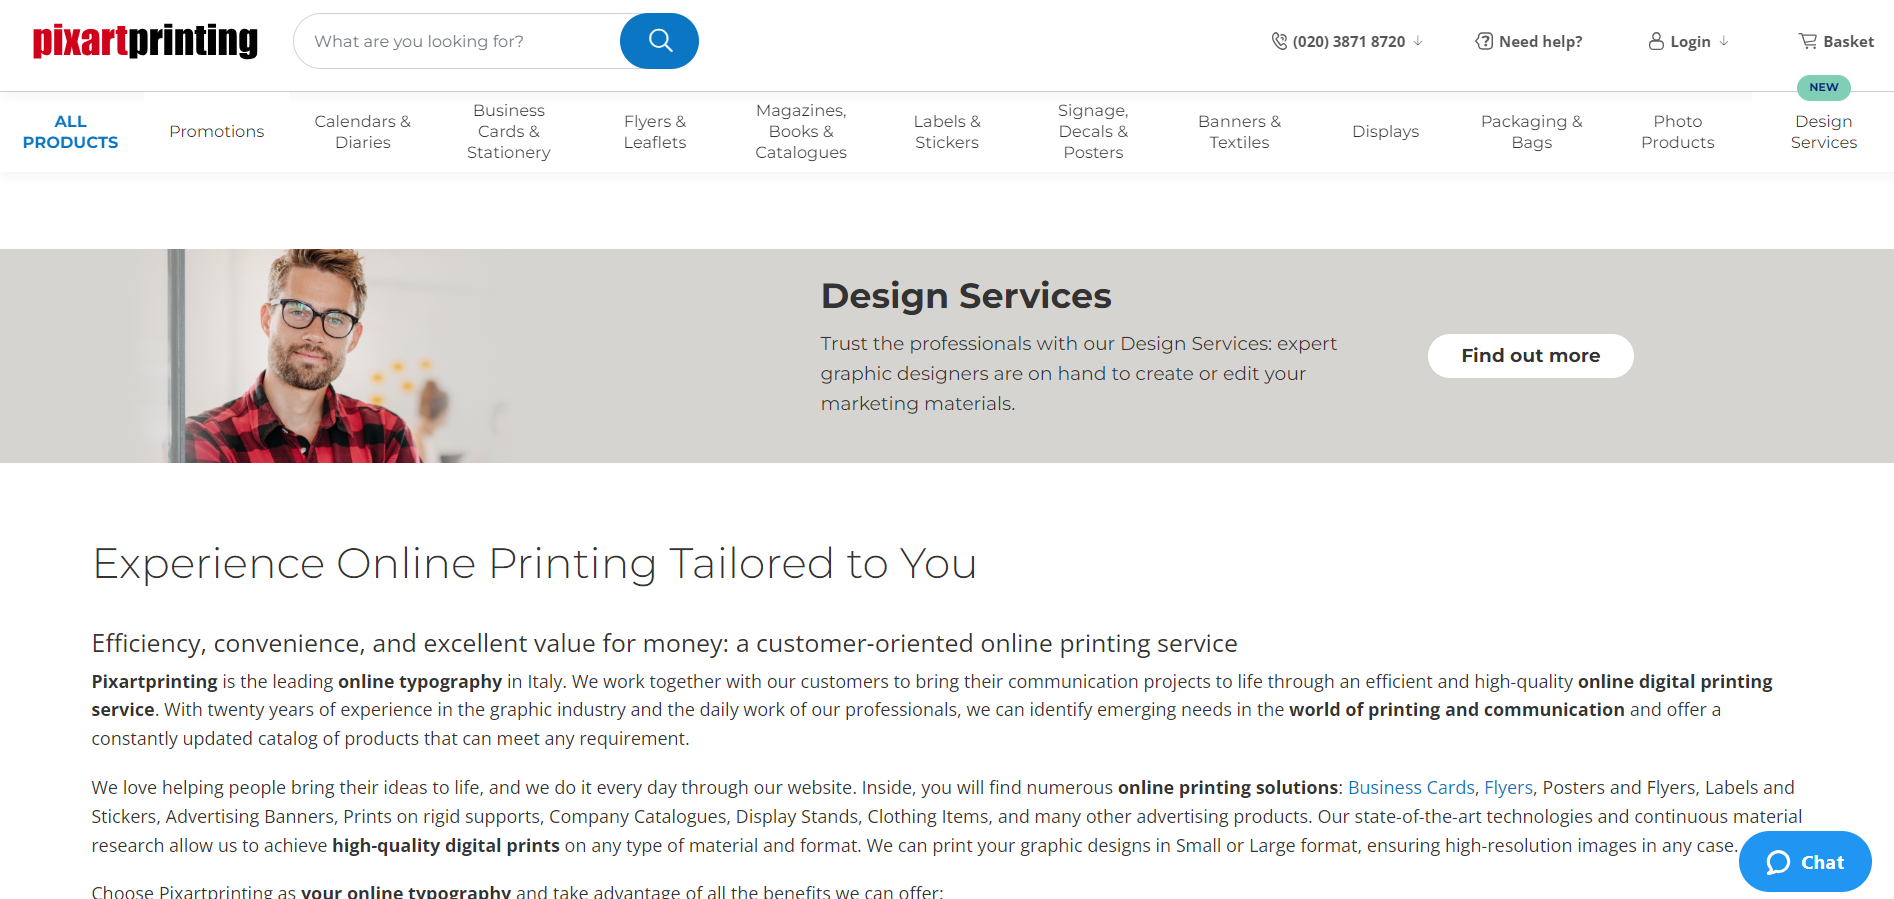 pixartprinting
What are you looking for?
(020) 3871 8720
Need help?
Login
Basket
NEW
ALL
PRODUCTS
Promotions
Calendars &
Diaries
Business
Cards &
Stationery
Flyers &
Leaflets
Magazines,
Books &
Catalogues
Labels &
Stickers
Signage,
Decals &
Posters
Banners &
Textiles
Displays
Packaging &
Bags
Photo
Products
Design
Services
Design Services
Trust the professionals with our Design Services: expert
graphic designers are on hand to create or edit your
marketing materials.
Find out more
Experience Online Printing Tailored to You
Efficiency, convenience, and excellent value for money: a customer-oriented online printing service
Pixartprinting is the leading online typography in Italy. We work together with our customers to bring their communication projects to life through an efficient and high-quality online digital printing
service. With twenty years of experience in the graphic industry and the daily work of our professionals, we can identify emerging needs in the world of printing and communication and offer a
constantly updated catalog of products that can meet any requirement.
We love helping people bring their ideas to life, and we do it every day through our website. Inside, you will find numerous online printing solutions: Business Cards, Flyers, Posters and Flyers, Labels and
Stickers, Advertising Banners, Prints on rigid supports, Company Catalogues, Display Stands, Clothing Items, and many other advertising products. Our state-of-the-art technologies and continuous material
research allow us to achieve high-quality digital prints on any type of material and format. We can print your graphic designs in Small or Large format, ensuring high-resolution images in any case.
Chat
Choose Pixartprinting as your online typography and take advantage of all the benefits we can offer: